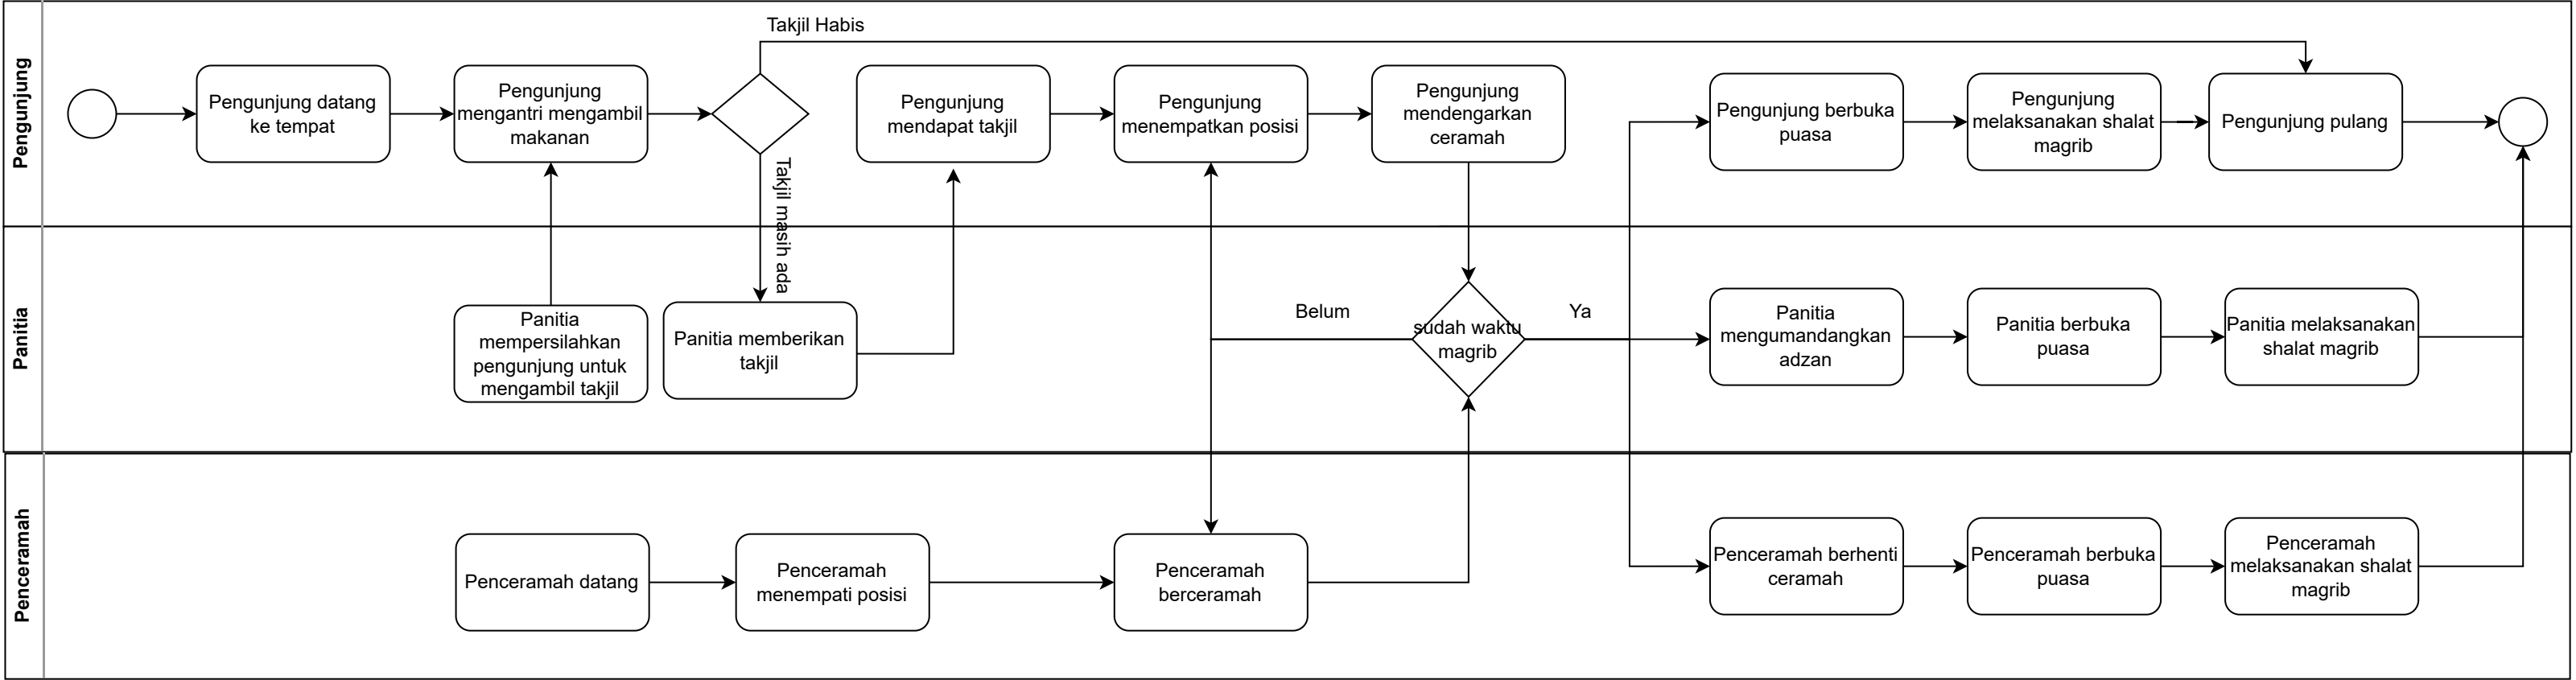 Pengunjung
Takjil Habis
Pengunjung datang
ke tempat
Pengunjung
mengantri mengambil
makanan
Takjil masih ada
Pengunjung
mendapat takjil
Pengunjung
menempatkan posisi
Pengunjung
mendengarkan
ceramah
Pengunjung berbuka
puasa
Pengunjung
melaksanakan shalat
magrib
Pengunjung pulang
Panitia
Panitia
mempersilahkan
pengunjung untuk
mengambil takjil
Panitia memberikan
takjil
Belum
sudah waktu
magrib
Ya
Panitia
mengumandangkan
adzan
Panitia berbuka
puasa
Panitia melaksanakan
shalat magrib
Penceramah
Penceramah datang
Penceramah
menempati posisi
Penceramah
berceramah
Penceramah berhenti
ceramah
Penceramah berbuka
puasa
Penceramah
melaksanakan shalat
magrib